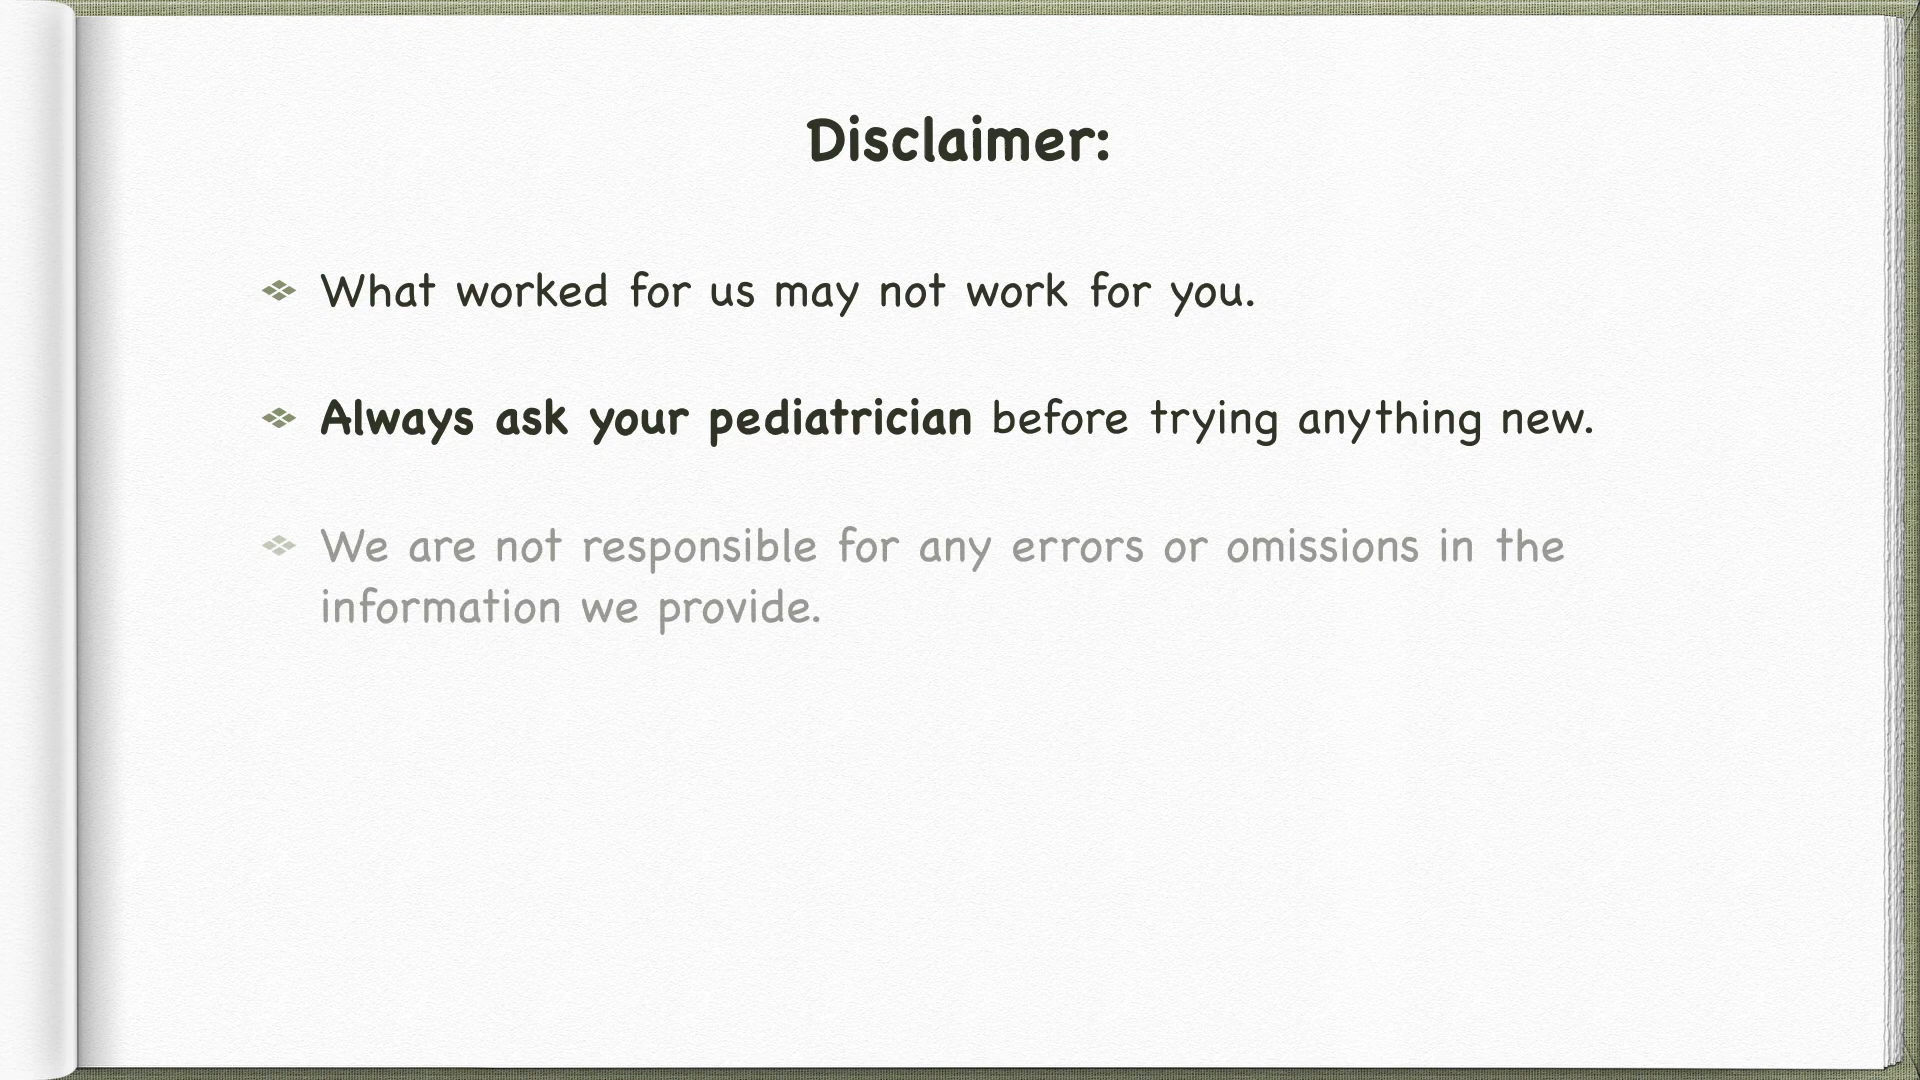 Disclaimer:
What worked for us may not work for you.
Always ask your pediatrician before trying anything new.
We are not responsible for any errors or omissions in the
information we provide.